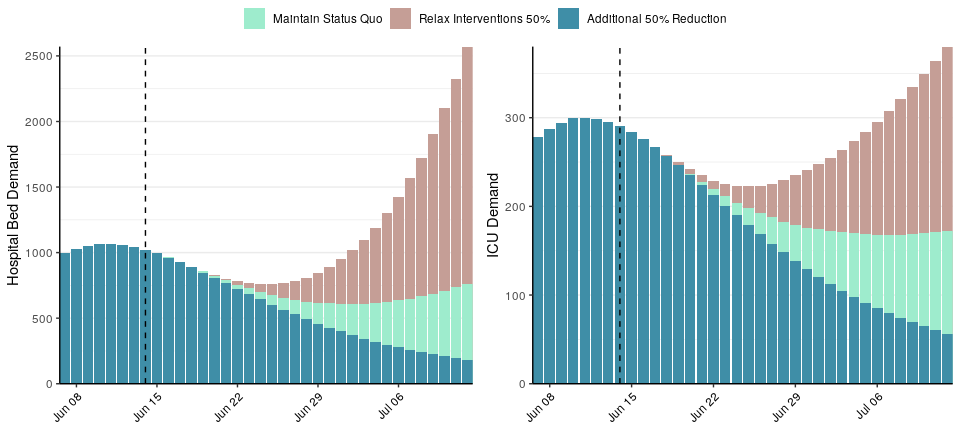 Maintain Status Quo Relax Interventions 50% Additional 50% Reduction
Hospital Bed Demand
2500
2000
1500
1000
500
0
Jun 08 Jun 15 Jun 22 Jun 29 Jul 06
ICU Demand
300
200
100
0
Jun 08 Jun 15 Jun 22 Jun 29 Jul 06